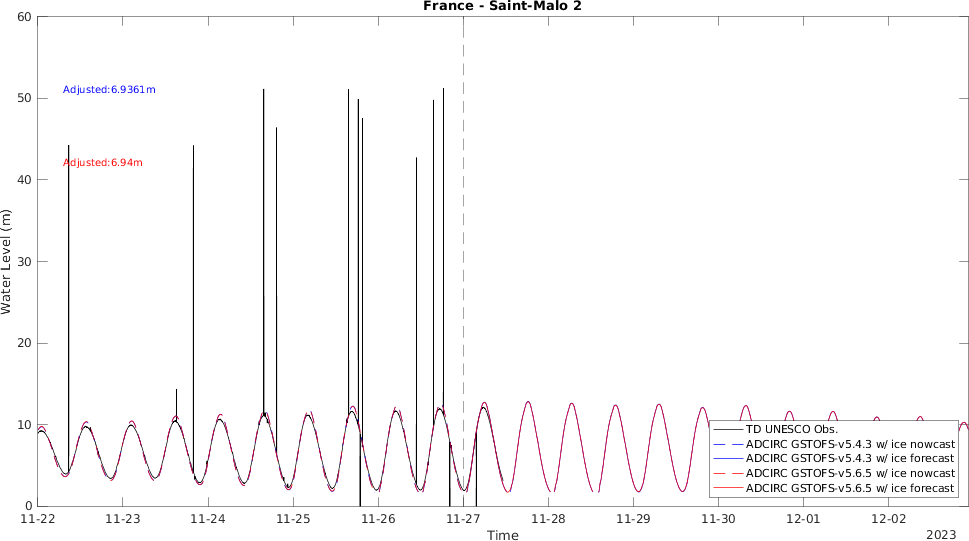 France - Saint-Malo 2
60
50
40
30
20
10
0
Water Level (m)
Adjusted:6.9361m
Adjusted:6.94m
TD UNESCO Obs.
ADCIRC GSTOFS-v5.4.3 w/ ice nowcast
ADCIRC GSTOFS-v5.4.3 w/ ice forecast
ADCIRC GSTOFS-v5.6.5 w/ ice nowcast
ADCIRC GSTOFS-v5.6.5 w/ ice forecast
11-22 11-23 11-24 11-25 11-26 11-27 11-28 11-29 11-30 12-01 12-02
Time
2023